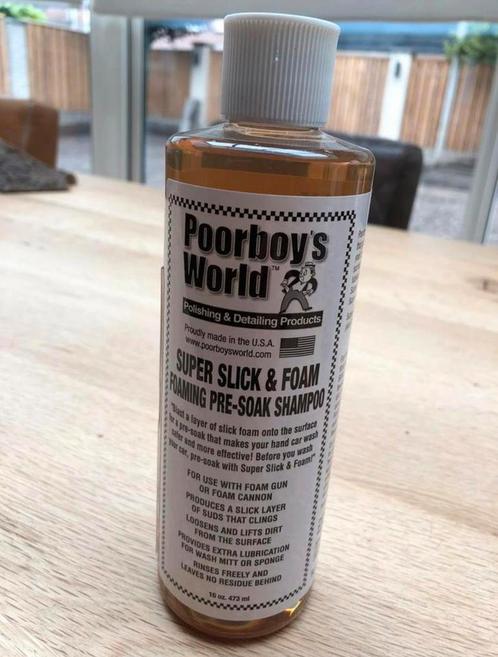 Poorboy's
World™
Polishing & Detailing Products
Proudly made in the U.S.A.
www.poorboysworld.com
SUPER SLICK & FOAM
FOAMING PRE-SOAK SHAMPOO
"Blast a layer of slick foam onto the surface
for a pre-soak that makes your hand car wash
safer and more effective! Before you wash
your car, pre-soak with Super Slick & Foam!"
FOR USE WITH FOAM GUN
OR FOAM CANNON
PRODUCES A SLICK LAYER
OF SUDS THAT CLINGS
LOOSENS AND LIFTS DIRT
FROM THE SURFACE
PROVIDES EXTRA LUBRICATION
FOR WASH MITT OR SPONGE
RINSES FREELY AND
LEAVES NO RESIDUE BEHIND
16 oz. 473 ml